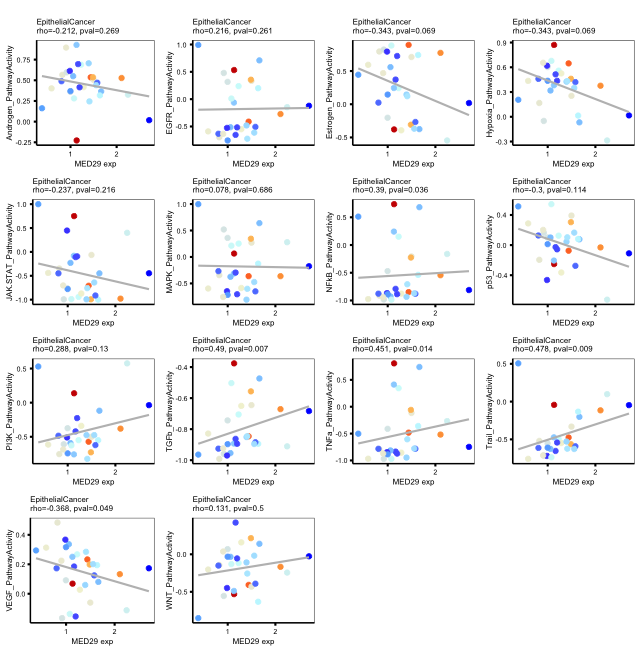 EpithelialCancer
rho=-0.212, pval=0.269
Androgen_PathwayActivity
0.75
0.50
0.25
0.00
-0.25
1
2
MED29 exp
EpithelialCancer
rho=0.216, pval=0.261
EGFR_PathwayActivity
1.0
0.5
0.0
-0.5
1
2
MED29 exp
EpithelialCancer
rho=-0.343, pval=0.069
Estrogen_PathwayActivity
0.5
0.0
-0.5
1
2
MED29 exp
EpithelialCancer
rho=-0.343, pval=0.069
Hypoxia_PathwayActivity
0.9
0.6
0.3
0.0
-0.3
1
2
MED29 exp
EpithelialCancer
rho=-0.237, pval=0.216
JAK-STAT_PathwayActivity
1.0
0.5
0.0
-0.5
-1.0
1
2
MED29 exp
EpithelialCancer
rho=0.078, pval=0.686
MAPK_PathwayActivity
1.0
0.5
0.0
-0.5
1
2
MED29 exp
EpithelialCancer
rho=0.39, pval=0.036
NFkB_PathwayActivity
0.5
0.0
-0.5
-1.0
1
2
MED29 exp
EpithelialCancer
rho=-0.3, pval=0.114
p53_PathwayActivity
0.4
0.0
-0.4
1
2
MED29 exp
EpithelialCancer
rho=0.288, pval=0.13
PI3K_PathwayActivity
0.5
0.0
-0.5
1
2
MED29 exp
EpithelialCancer
rho=0.49, pval=0.007
TGFb_PathwayActivity
-0.4
-0.6
-0.8
-1.0
1
2
MED29 exp
EpithelialCancer
rho=0.451, pval=0.014
TNFa_PathwayActivity
0.5
0.0
-0.5
-1.0
1
2
MED29 exp
EpithelialCancer
rho=0.478, pval=0.009
Trail_PathwayActivity
0.5
0.0
-0.5
1
2
MED29 exp
EpithelialCancer
rho=-0.368, pval=0.049
VEGF_PathwayActivity
0.4
0.2
0.0
1
2
MED29 exp
EpithelialCancer
rho=0.131, pval=0.5
WNT_PathwayActivity
0.0
-0.5
1
2
MED29 exp